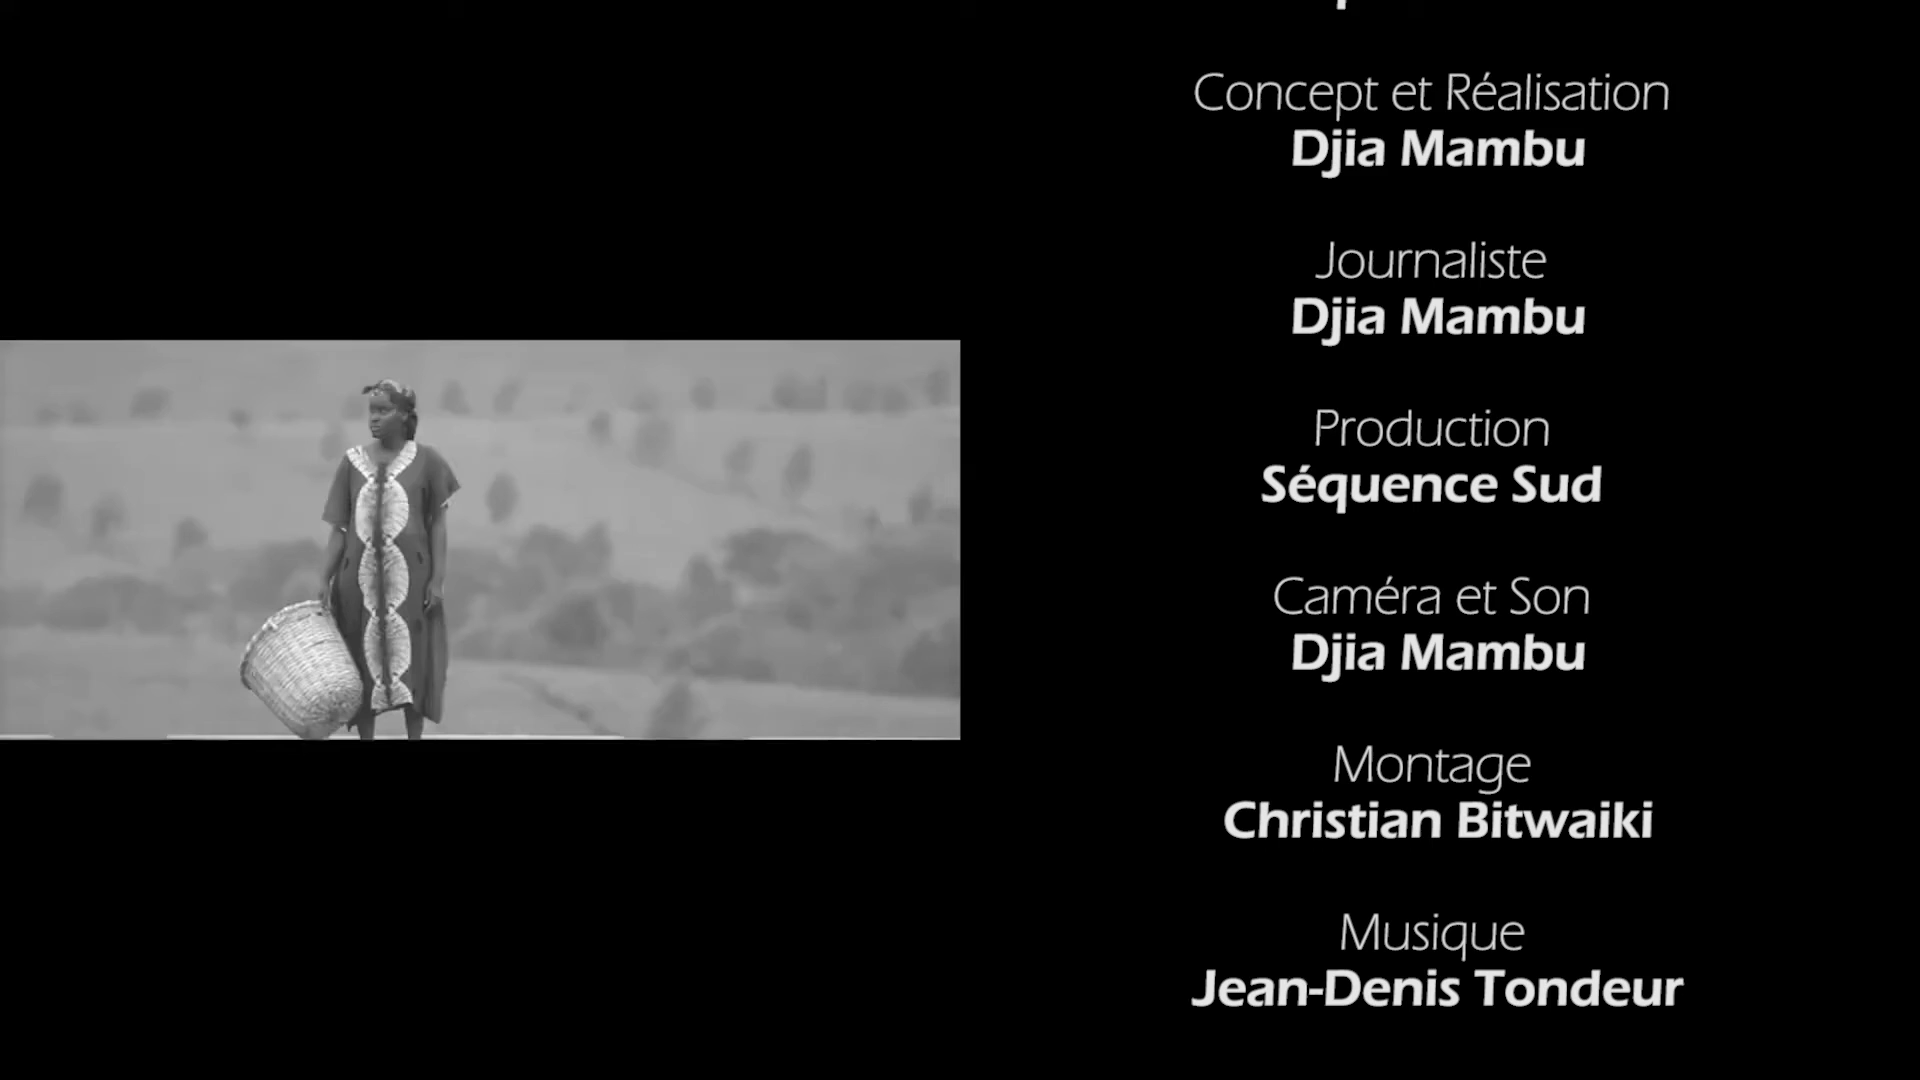 Concept et Réalisation
Djia Mambu
Journaliste
Djia Mambu
Production
Séquence Sud
Caméra et Son
Djia Mambu
Montage
Christian Bitwaiki
Musique
Jean-Denis Tondeur